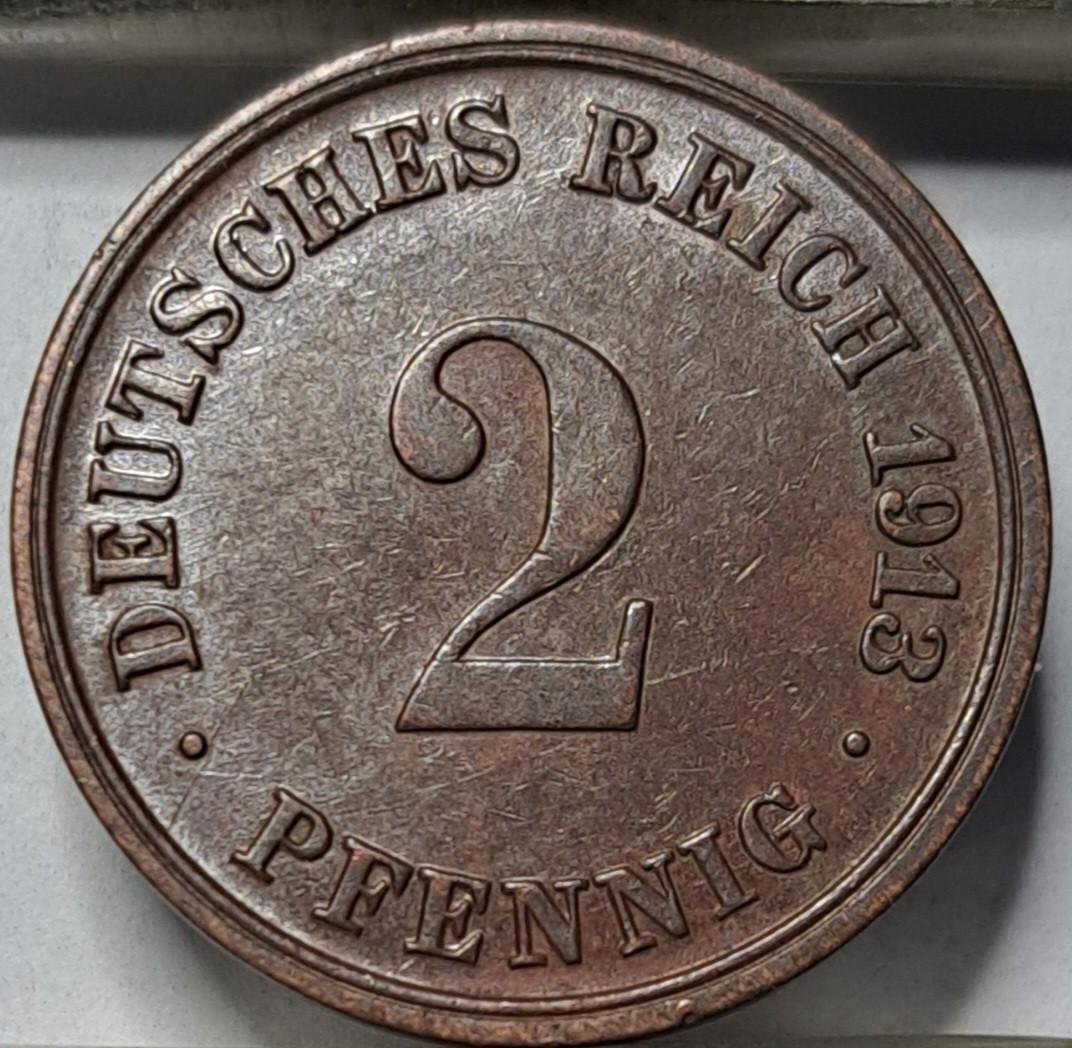 DEUTSCHES REICH 1913
2
· PFENNIG ·